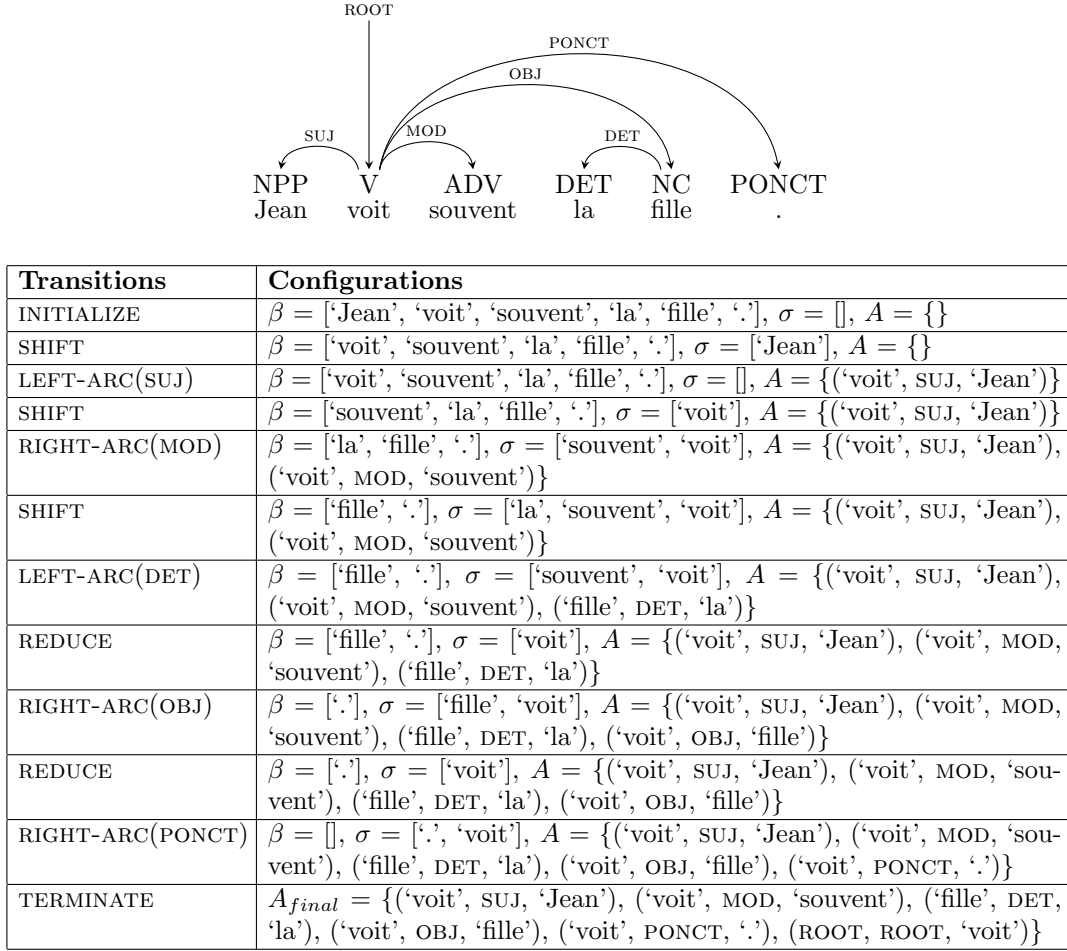 ROOT
PONCT
OBJ
SUJ MOD DET
NPP V ADV DET NC PONCT
Jean voit souvent la fille .
Transitions Configurations
INITIALIZE β = [‘Jean’, ‘voit’, ‘souvent’, ‘la’, ‘fille’, ‘.’], σ = [], A = {}
SHIFT β = [‘voit’, ‘souvent’, ‘la’, ‘fille’, ‘.’], σ = [‘Jean’], A = {}
LEFT-ARC(SUJ) β = [‘voit’, ‘souvent’, ‘la’, ‘fille’, ‘.’], σ = [], A = {(‘voit’, SUJ, ‘Jean’)}
SHIFT β = [‘souvent’, ‘la’, ‘fille’, ‘.’], σ = [‘voit’], A = {(‘voit’, SUJ, ‘Jean’)}
RIGHT-ARC(MOD) β = [‘la’, ‘fille’, ‘.’], σ = [‘souvent’, ‘voit’], A = {(‘voit’, SUJ, ‘Jean’),
(‘voit’, MOD, ‘souvent’)}
SHIFT β = [‘fille’, ‘.’], σ = [‘la’, ‘souvent’, ‘voit’], A = {(‘voit’, SUJ, ‘Jean’),
(‘voit’, MOD, ‘souvent’)}
LEFT-ARC(DET) β = [‘fille’, ‘.’], σ = [‘souvent’, ‘voit’], A = {(‘voit’, SUJ, ‘Jean’),
(‘voit’, MOD, ‘souvent’), (‘fille’, DET, ‘la’)}
REDUCE β = [‘fille’, ‘.’], σ = [‘voit’], A = {(‘voit’, SUJ, ‘Jean’), (‘voit’, MOD,
‘souvent’), (‘fille’, DET, ‘la’)}
RIGHT-ARC(OBJ) β = [‘.’], σ = [‘fille’, ‘voit’], A = {(‘voit’, SUJ, ‘Jean’), (‘voit’, MOD,
‘souvent’), (‘fille’, DET, ‘la’), (‘voit’, OBJ, ‘fille’)}
REDUCE β = [‘.’], σ = [‘voit’], A = {(‘voit’, SUJ, ‘Jean’), (‘voit’, MOD, ‘sou-
vent’), (‘fille’, DET, ‘la’), (‘voit’, OBJ, ‘fille’)}
RIGHT-ARC(PONCT) β = [], σ = [‘.’, ‘voit’], A = {(‘voit’, SUJ, ‘Jean’), (‘voit’, MOD, ‘sou-
vent’), (‘fille’, DET, ‘la’), (‘voit’, OBJ, ‘fille’), (‘voit’, PONCT, ‘.’)}
TERMINATE A_final = {(‘voit’, SUJ, ‘Jean’), (‘voit’, MOD, ‘souvent’), (‘fille’, DET,
‘la’), (‘voit’, OBJ, ‘fille’), (‘voit’, PONCT, ‘.’), (ROOT, ROOT, ‘voit’)}